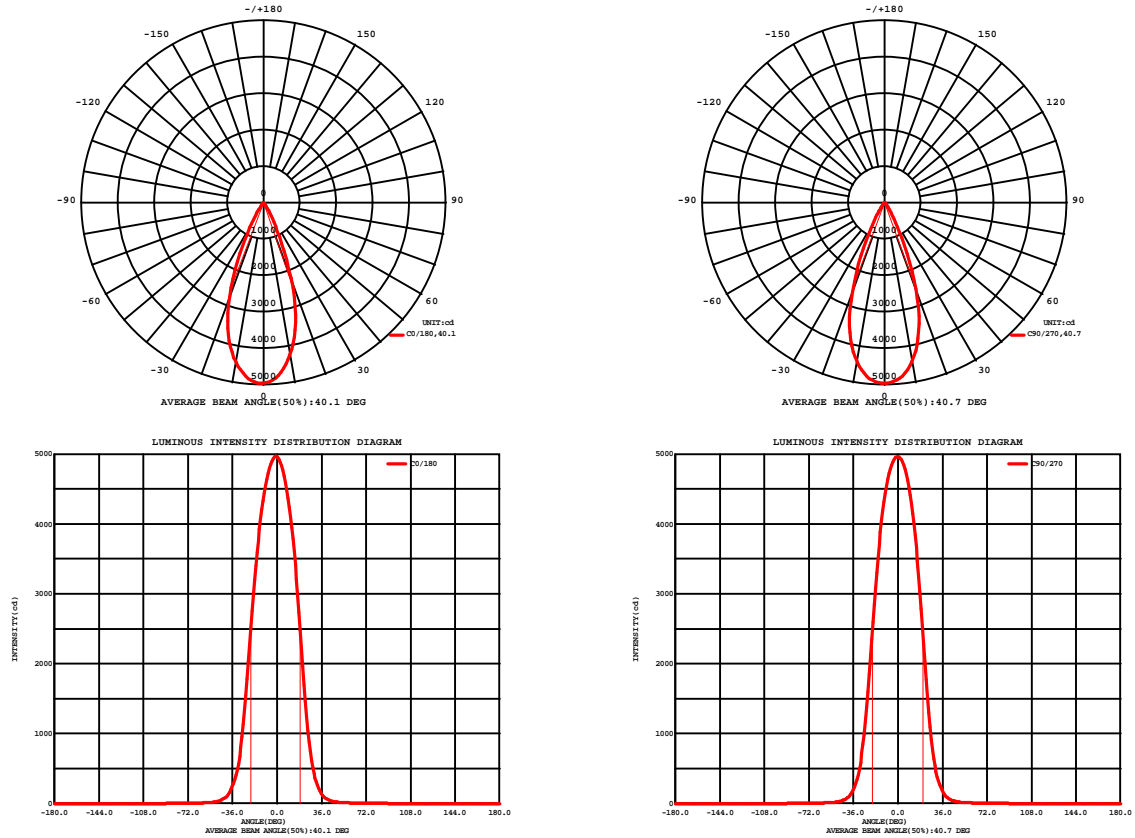 -/+180
-150 150
-120 120
-90 90
-60 60
-30 30
0
1000
2000
3000
4000
5000
0
UNIT:cd
C0/180,40.1
AVERAGE BEAM ANGLE(50%):40.1 DEG
-/+180
-150 150
-120 120
-90 90
-60 60
-30 30
0
1000
2000
3000
4000
5000
0
UNIT:cd
C90/270,40.7
AVERAGE BEAM ANGLE(50%):40.7 DEG
LUMINOUS INTENSITY DISTRIBUTION DIAGRAM
C0/180
INTENSITY(cd)
5000
4000
3000
2000
1000
0
-180.0 -144.0 -108.0 -72.0 -36.0 0.0 36.0 72.0 108.0 144.0 180.0
ANGLE(DEG)
AVERAGE BEAM ANGLE(50%):40.1 DEG
LUMINOUS INTENSITY DISTRIBUTION DIAGRAM
C90/270
INTENSITY(cd)
5000
4000
3000
2000
1000
0
-180.0 -144.0 -108.0 -72.0 -36.0 0.0 36.0 72.0 108.0 144.0 180.0
ANGLE(DEG)
AVERAGE BEAM ANGLE(50%):40.7 DEG